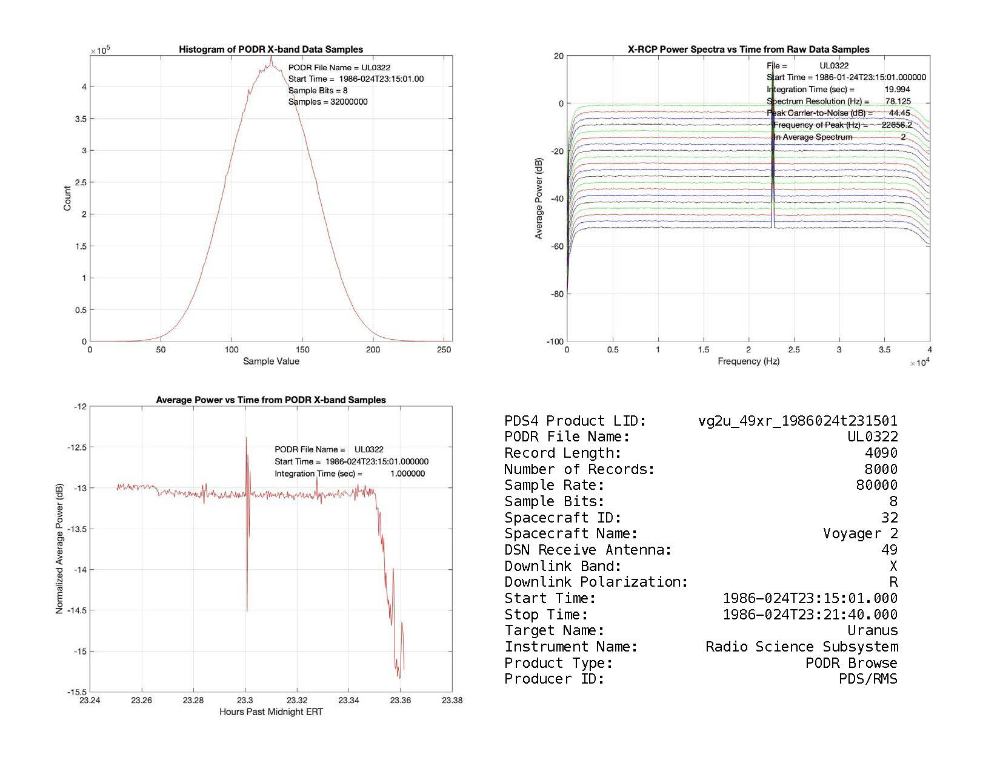 Histogram of PODR X-band Data Samples
×10^5
PODR File Name = UL0322
Start Time = 1986-024T23:15:01.00
Sample Bits = 8
Samples = 32000000
4
3.5
3
2.5
2
1.5
1
0.5
0
Count
0 50 100 150 200 250
Sample Value
X-RCP Power Spectra vs Time from Raw Data Samples
File = UL0322
Start Time = 1986-01-24T23:15:01.000000
Integration Time (sec) = 19.994
Spectrum Resolution (Hz) = 78.125
Peak Carrier-to-Noise (dB) = 44.45
Frequency of Peak (Hz) = 22656.2
In Average Spectrum 2
20
0
-20
-40
-60
-80
-100
Average Power (dB)
0 0.5 1 1.5 2 2.5 3 3.5 4
×10^4
Frequency (Hz)
Average Power vs Time from PODR X-band Samples
PODR File Name = UL0322
Start Time = 1986-024T23:15:01.000000
Integration Time (sec) = 1.000000
-12
-12.5
-13
-13.5
-14
-14.5
-15
-15.5
Normalized Average Power (dB)
23.24 23.26 23.28 23.3 23.32 23.34 23.36 23.38
Hours Past Midnight ERT
PDS4 Product LID: vg2u_49xr_1986024t231501
PODR File Name: UL0322
Record Length: 4090
Number of Records: 8000
Sample Rate: 80000
Sample Bits: 8
Spacecraft ID: 32
Spacecraft Name: Voyager 2
DSN Receive Antenna: 49
Downlink Band: X
Downlink Polarization: R
Start Time: 1986-024T23:15:01.000
Stop Time: 1986-024T23:21:40.000
Target Name: Uranus
Instrument Name: Radio Science Subsystem
Product Type: PODR Browse
Producer ID: PDS/RMS